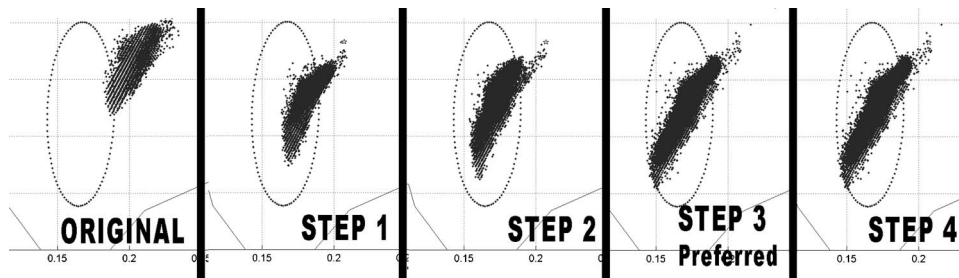 ORIGINAL
STEP 1
STEP 2
STEP 3
Preferred
STEP 4
0.15 0.2
0.15 0.2
0.15 0.2
0.15 0.2
0.15 0.2